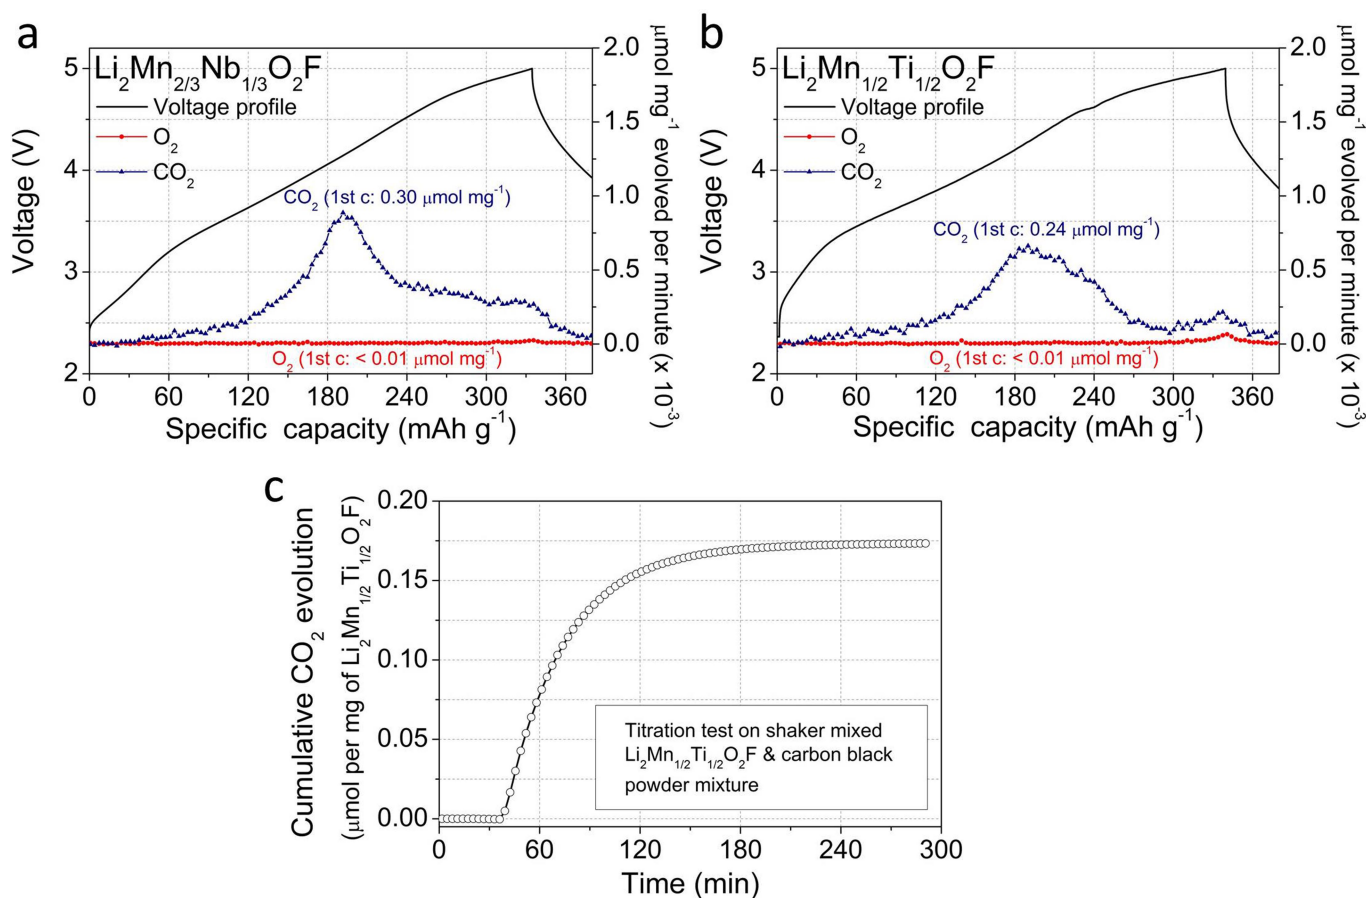 a
Li2Mn2/3Nb1/3O2F
Voltage profile
O2
CO2
CO2 (1st c: 0.30 μmol mg-1)
O2 (1st c: < 0.01 μmol mg-1)
Voltage (V)
5
4
3
2
0 60 120 180 240 300 360
Specific capacity (mAh g-1)
2.0
1.5
1.0
0.5
0.0
μmol mg-1 evolved per minute (x 10-3)
b
Li2Mn1/2Ti1/2O2F
Voltage profile
O2
CO2
CO2 (1st c: 0.24 μmol mg-1)
O2 (1st c: < 0.01 μmol mg-1)
Voltage (V)
5
4
3
2
0 60 120 180 240 300 360
Specific capacity (mAh g-1)
2.0
1.5
1.0
0.5
0.0
μmol mg-1 evolved per minute (x 10-3)
c
Cumulative CO2 evolution
(μmol per mg of Li2Mn1/2Ti1/2O2F)
0.20
0.15
0.10
0.05
0.00
Titration test on shaker mixed
Li2Mn1/2Ti1/2O2F & carbon black
powder mixture
0 60 120 180 240 300
Time (min)